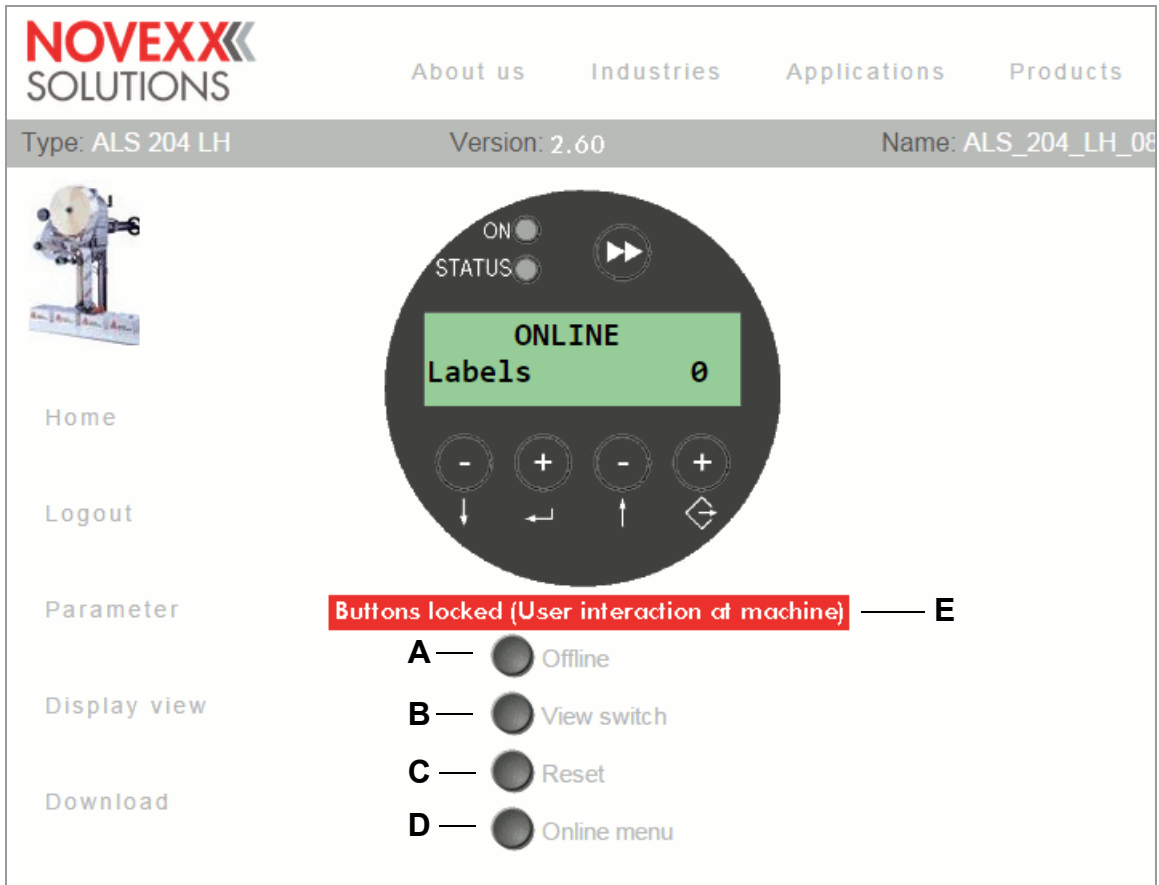 NOVEXX
SOLUTIONS
About us Industries Applications Products
Type: ALS 204 LH Version: 2.60 Name: ALS_204_LH_08
ON
STATUS
ONLINE
Labels 0
- + - +
Home
Logout
Parameter
Display view
Download
Buttons locked (User interaction at machine) E
A Offline
B View switch
C Reset
D Online menu